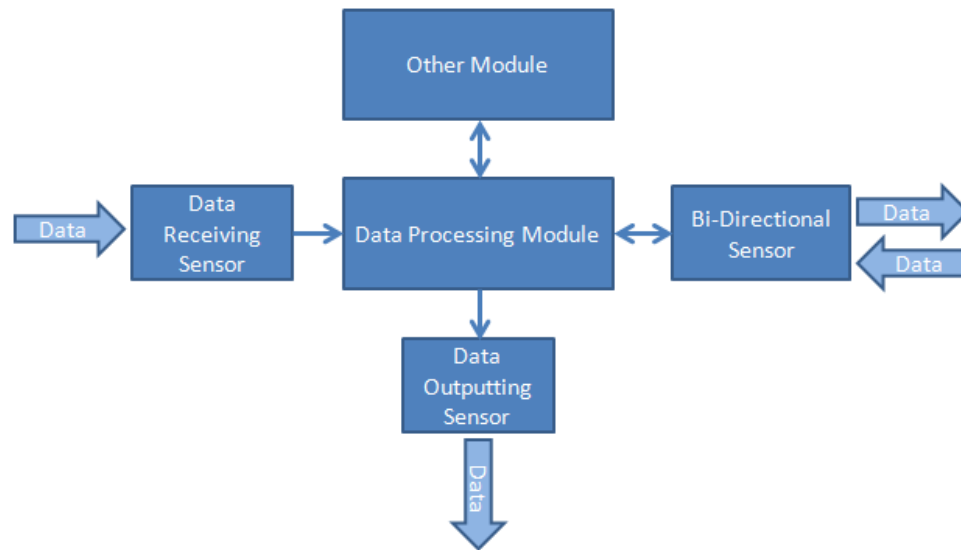 Other Module
Data
Data
Receiving
Sensor
Data Processing Module
Bi-Directional
Sensor
Data
Data
Data
Outputting
Sensor
Data